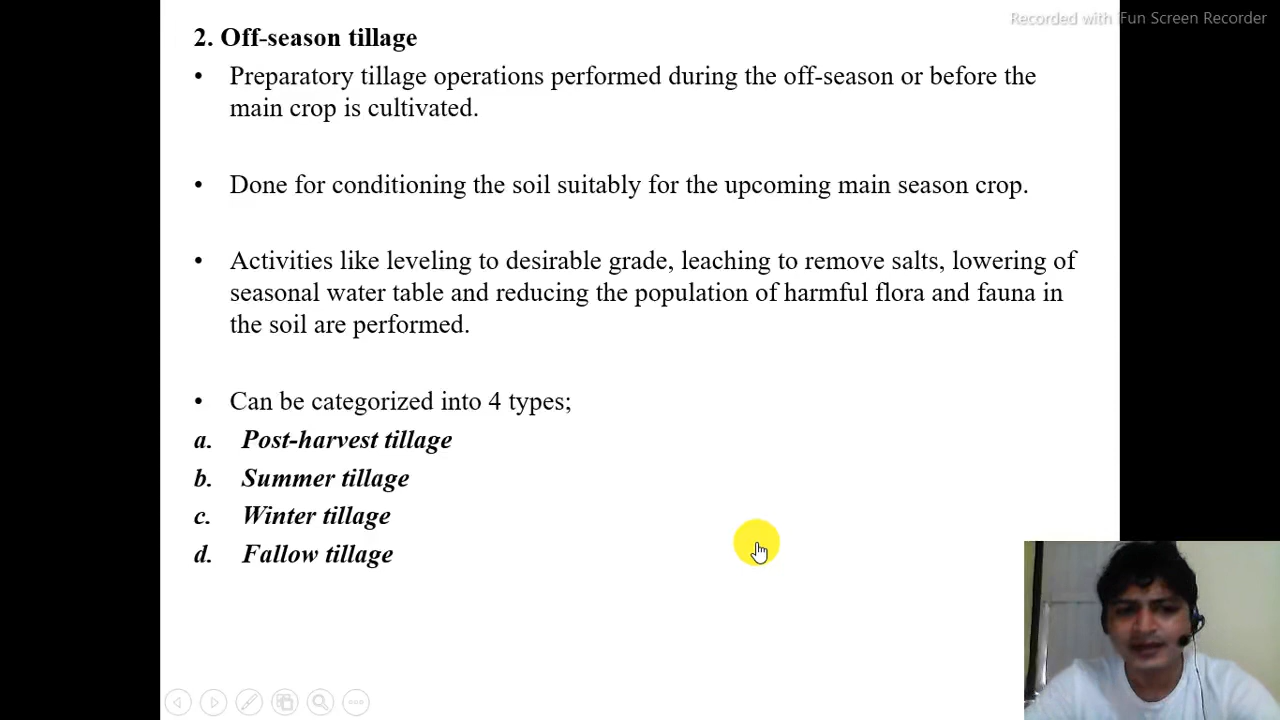 Recorded with iFun Screen Recorder
2. Off-season tillage
• Preparatory tillage operations performed during the off-season or before the
main crop is cultivated.
• Done for conditioning the soil suitably for the upcoming main season crop.
• Activities like leveling to desirable grade, leaching to remove salts, lowering of
seasonal water table and reducing the population of harmful flora and fauna in
the soil are performed.
• Can be categorized into 4 types;
a. Post-harvest tillage
b. Summer tillage
c. Winter tillage
d. Fallow tillage